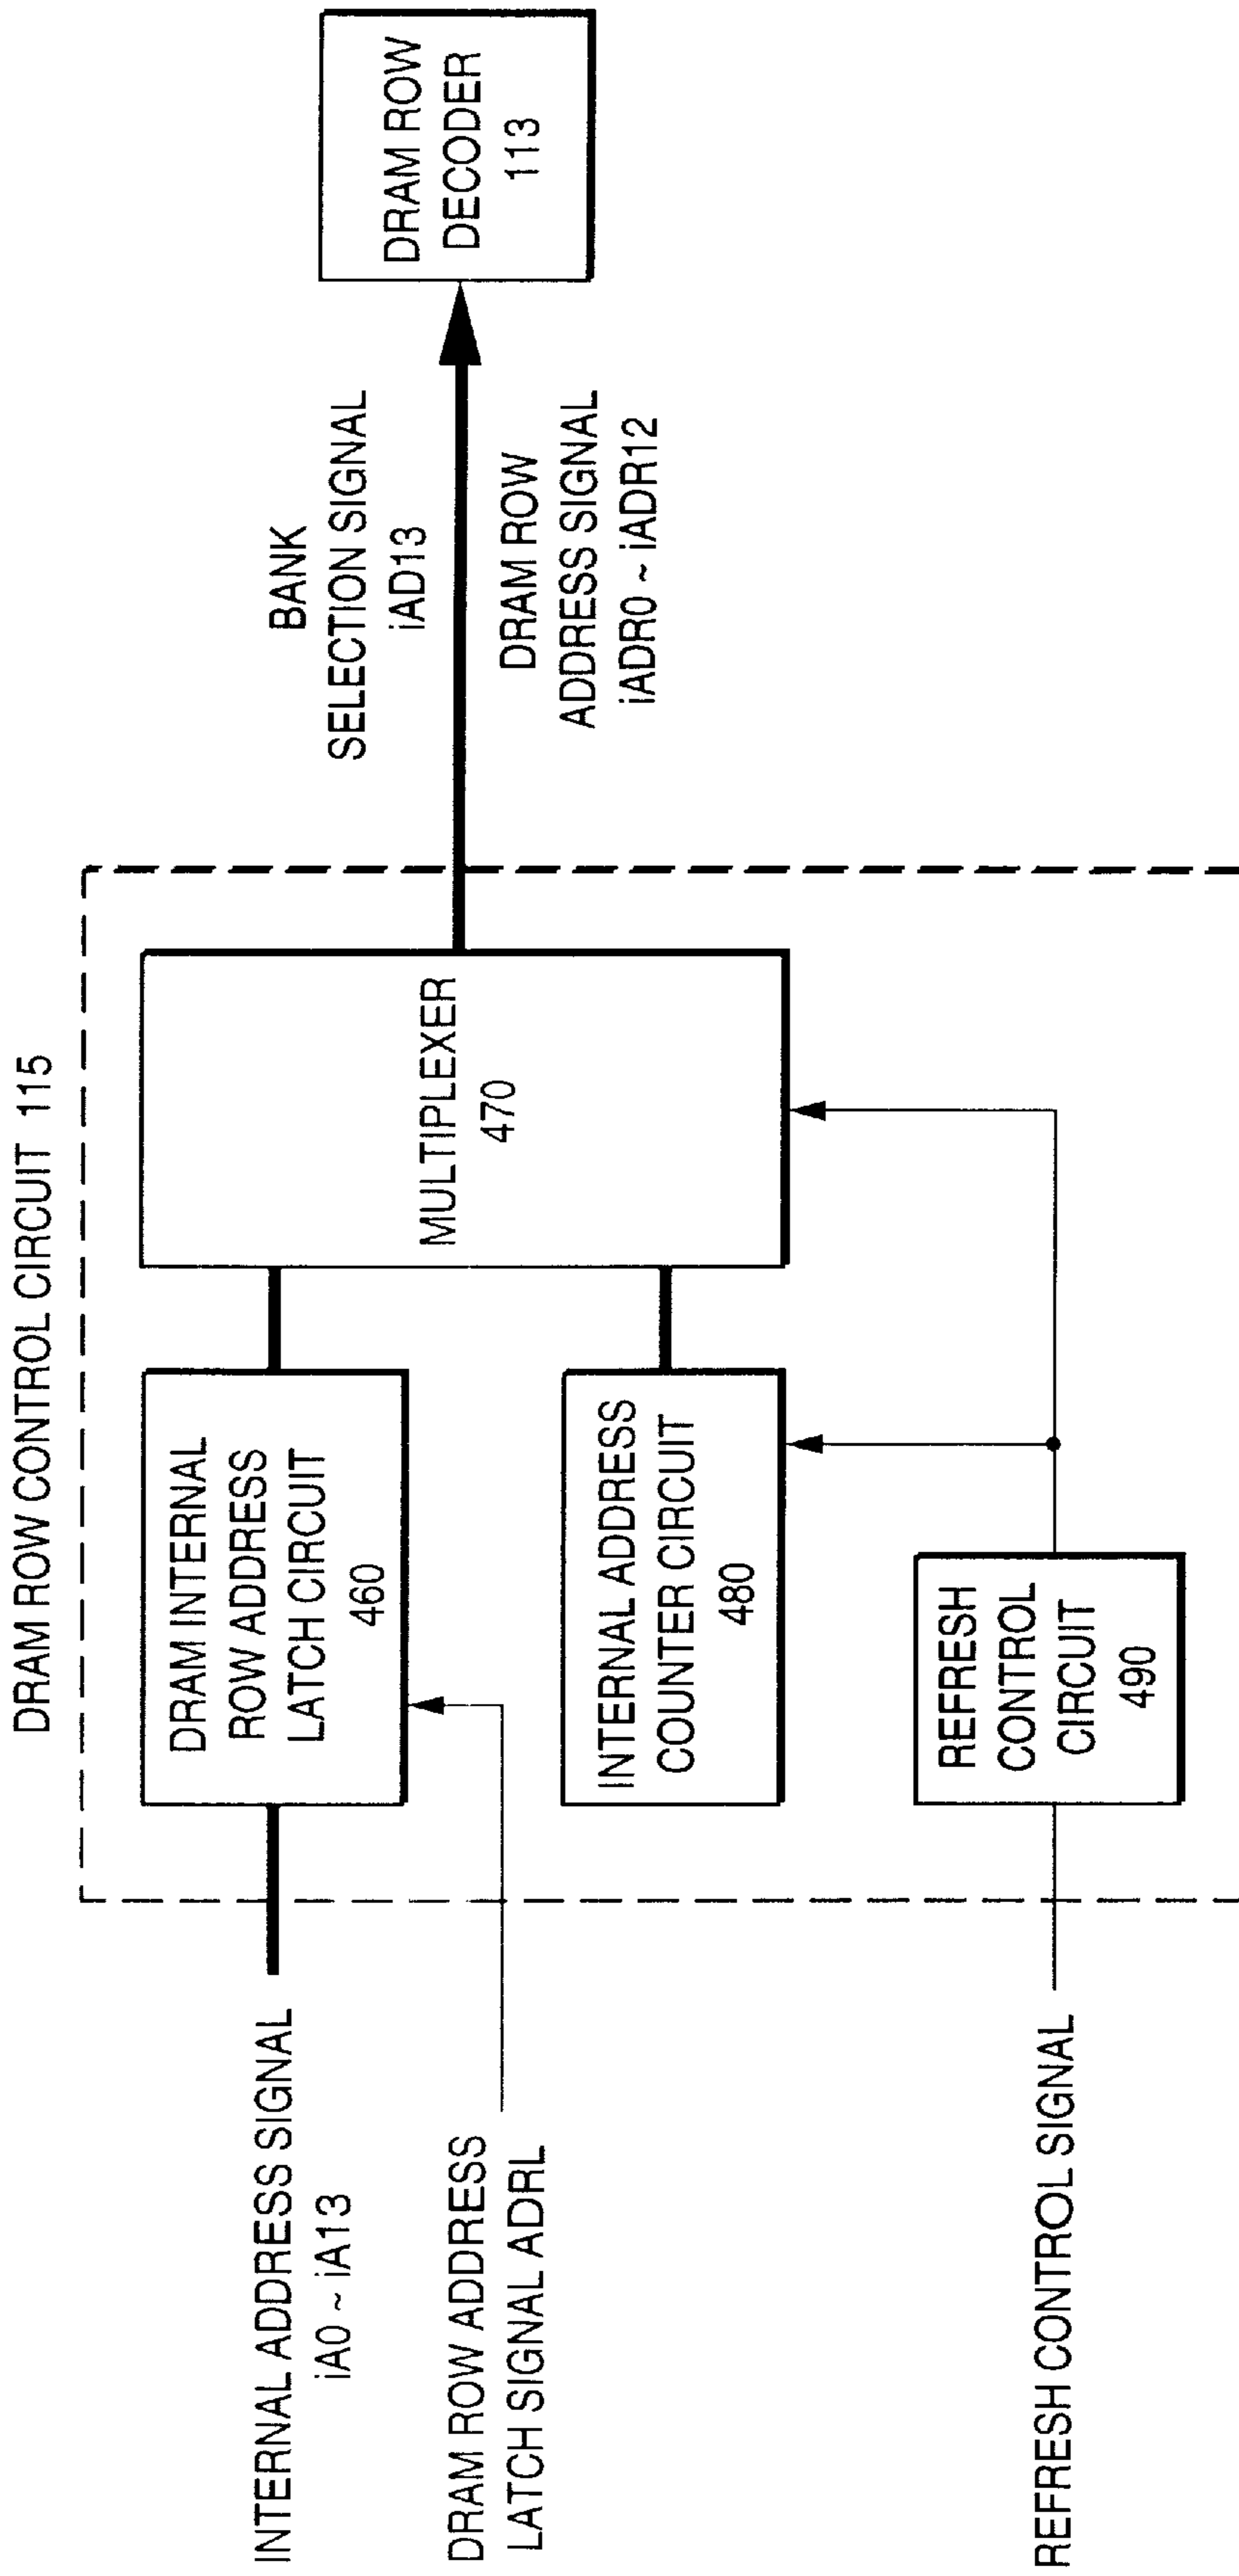 DRAM ROW CONTROL CIRCUIT 115
INTERNAL ADDRESS SIGNAL
iA0 ~ iA13
DRAM ROW ADDRESS
LATCH SIGNAL ADRL
REFRESH CONTROL SIGNAL
DRAM INTERNAL
ROW ADDRESS
LATCH CIRCUIT
460
INTERNAL ADDRESS
COUNTER CIRCUIT
480
REFRESH
CONTROL
CIRCUIT
490
MULTIPLEXER
470
BANK
SELECTION SIGNAL
iAD13
DRAM ROW
ADDRESS SIGNAL
iADR0 ~ iADR12
DRAM ROW
DECODER
113